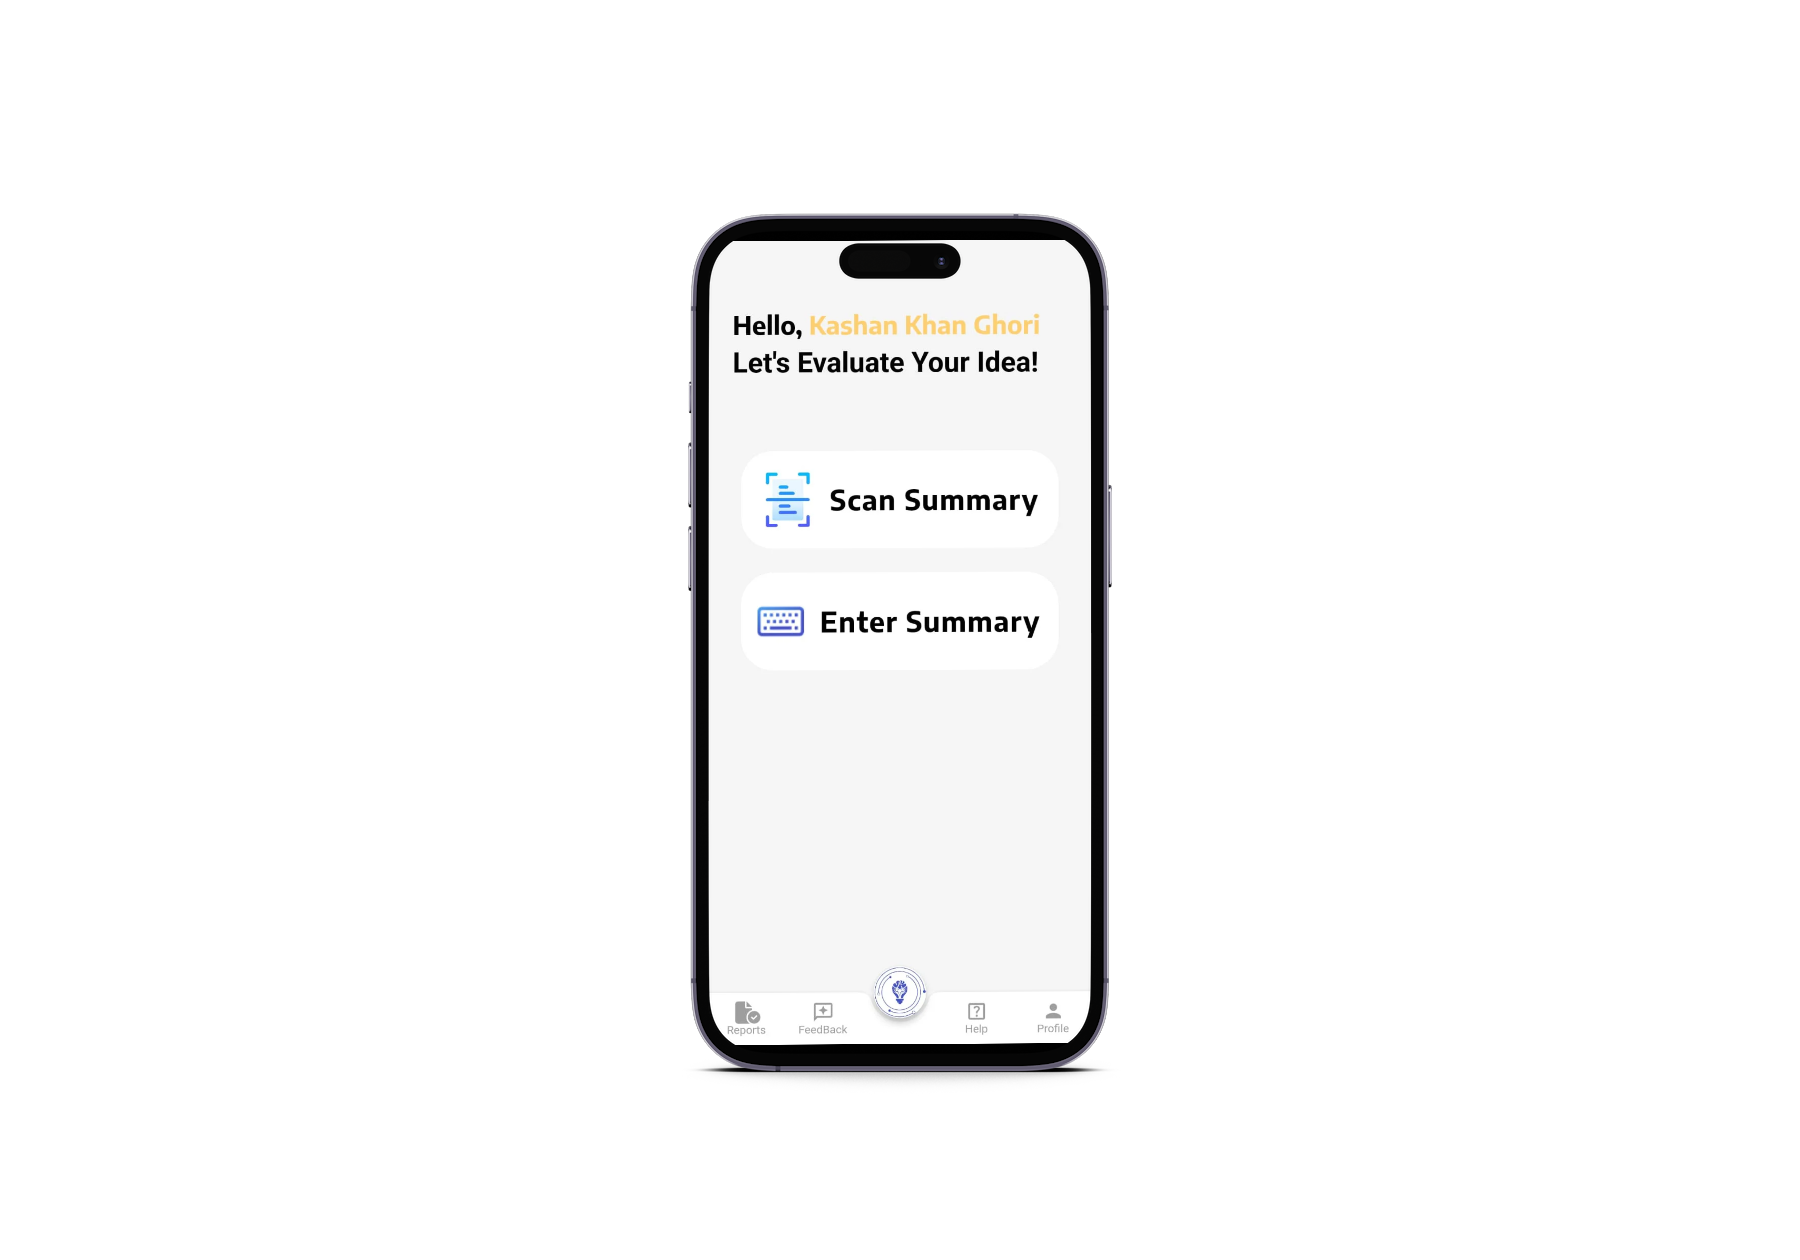 Hello, Kashan Khan Ghori
Let's Evaluate Your Idea!
Scan Summary
Enter Summary
Reports
FeedBack
Help
Profile